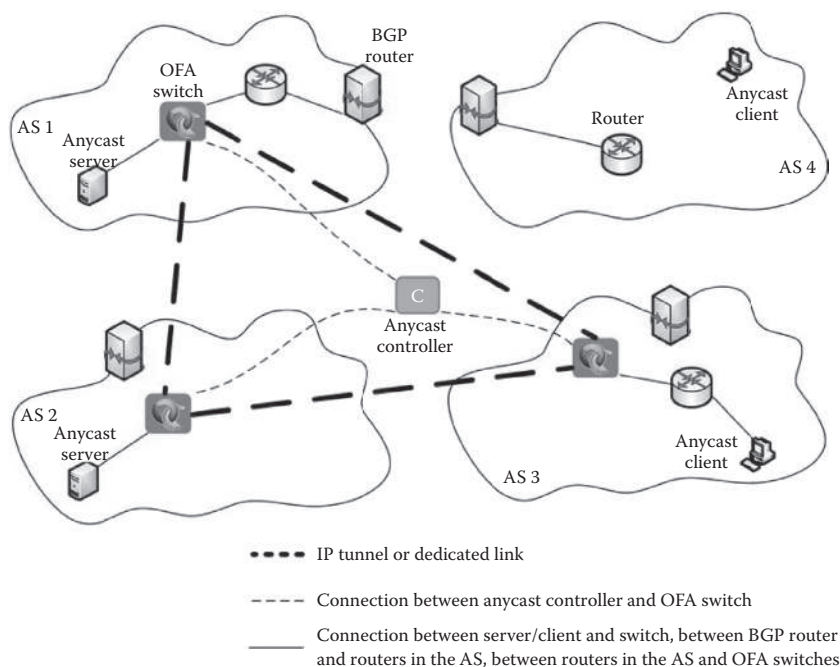 BGP
router
OFA
switch
AS 1
Anycast
server
Anycast
client
Router
AS 4
C
Anycast
controller
AS 2
Anycast
server
Anycast
client
AS 3
IP tunnel or dedicated link
Connection between anycast controller and OFA switch
Connection between server/client and switch, between BGP router
and routers in the AS, between routers in the AS and OFA switches